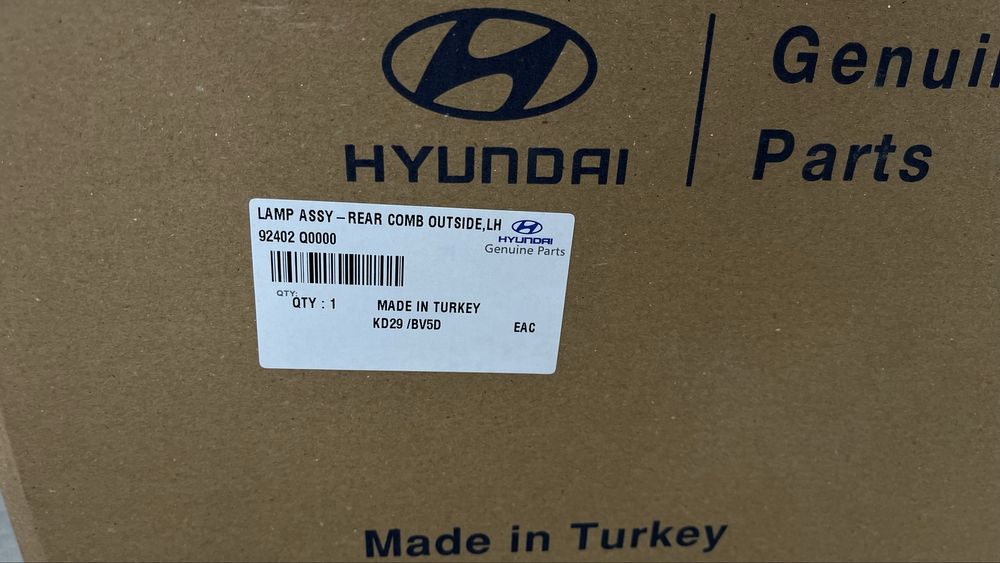 HYUNDAI
Genui
Parts
LAMP ASSY – REAR COMB OUTSIDE,LH
92402 Q0000
HYUNDAI
Genuine Parts
QTY:
QTY : 1
MADE IN TURKEY
KD29 /BV5D
EAC
Made in Turkey